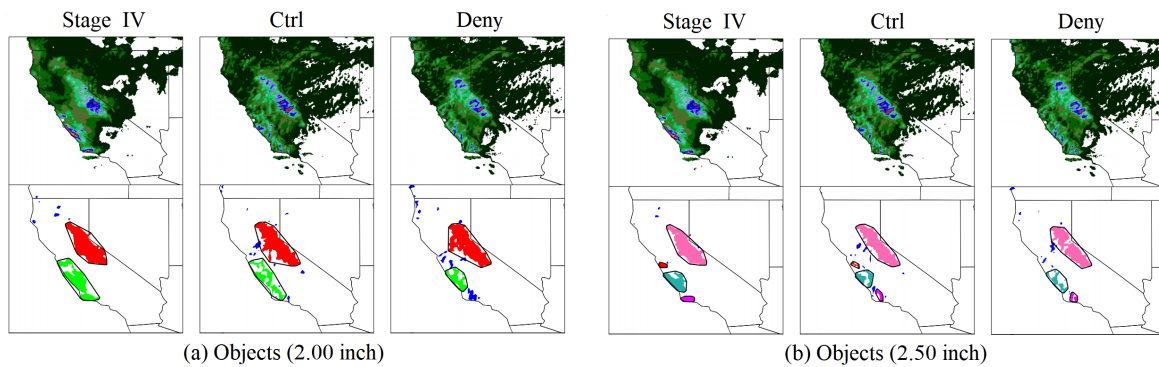 Stage IV Ctrl Deny Stage IV Ctrl Deny
(a) Objects (2.00 inch) (b) Objects (2.50 inch)